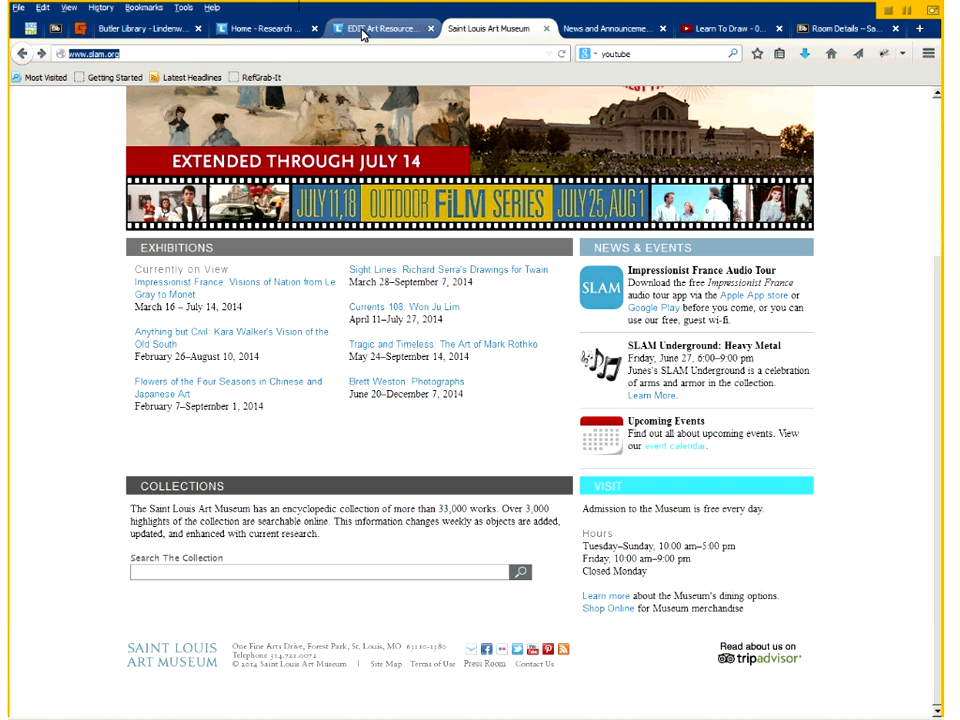 File Edit View History Bookmarks Tools Help
Butler Library - Lindenw... Home - Research ... EDIT Art Resource... Saint Louis Art Museum News and Announceme... Learn To Draw - 0... Room Details -- Sa...
www.slam.org youtube
Most Visited Getting Started Latest Headlines RefGrab-It
EXTENDED THROUGH JULY 14
JULY 11,18 OUTDOOR FILM SERIES JULY 25, AUG 1
EXHIBITIONS
Currently on View
Impressionist France: Visions of Nation from Le
Gray to Monet
March 16 – July 14, 2014
Anything but Civil: Kara Walker's Vision of the
Old South
February 26–August 10, 2014
Flowers of the Four Seasons in Chinese and
Japanese Art
February 7–September 1, 2014
Sight Lines: Richard Serra's Drawings for Twain
March 28–September 7, 2014
Currents 108: Won Ju Lim
April 11–July 27, 2014
Tragic and Timeless: The Art of Mark Rothko
May 24–September 14, 2014
Brett Weston: Photographs
June 20–December 7, 2014
NEWS & EVENTS
SLAM
Impressionist France Audio Tour
Download the free Impressionist France
audio tour app via the Apple App store or
Google Play before you come, or you can
use our free, guest wi-fi.
SLAM Underground: Heavy Metal
Friday, June 27, 6:00–9:00 pm
Junes's SLAM Underground is a celebration
of arms and armor in the collection.
Learn More.
Upcoming Events
Find out all about upcoming events. View
our event calendar.
COLLECTIONS
The Saint Louis Art Museum has an encyclopedic collection of more than 33,000 works. Over 3,000
highlights of the collection are searchable online. This information changes weekly as objects are added,
updated, and enhanced with current research.
Search The Collection
VISIT
Admission to the Museum is free every day.
Hours
Tuesday–Sunday, 10:00 am–5:00 pm
Friday, 10:00 am–9:00 pm
Closed Monday
Learn more about the Museum's dining options.
Shop Online for Museum merchandise
SAINT LOUIS
ART MUSEUM
One Fine Arts Drive, Forest Park, St. Louis, MO 63110-1380
Telephone 314.721.0072
© 2014 Saint Louis Art Museum | Site Map Terms of Use Press Room Contact Us
Read about us on
tripadvisor